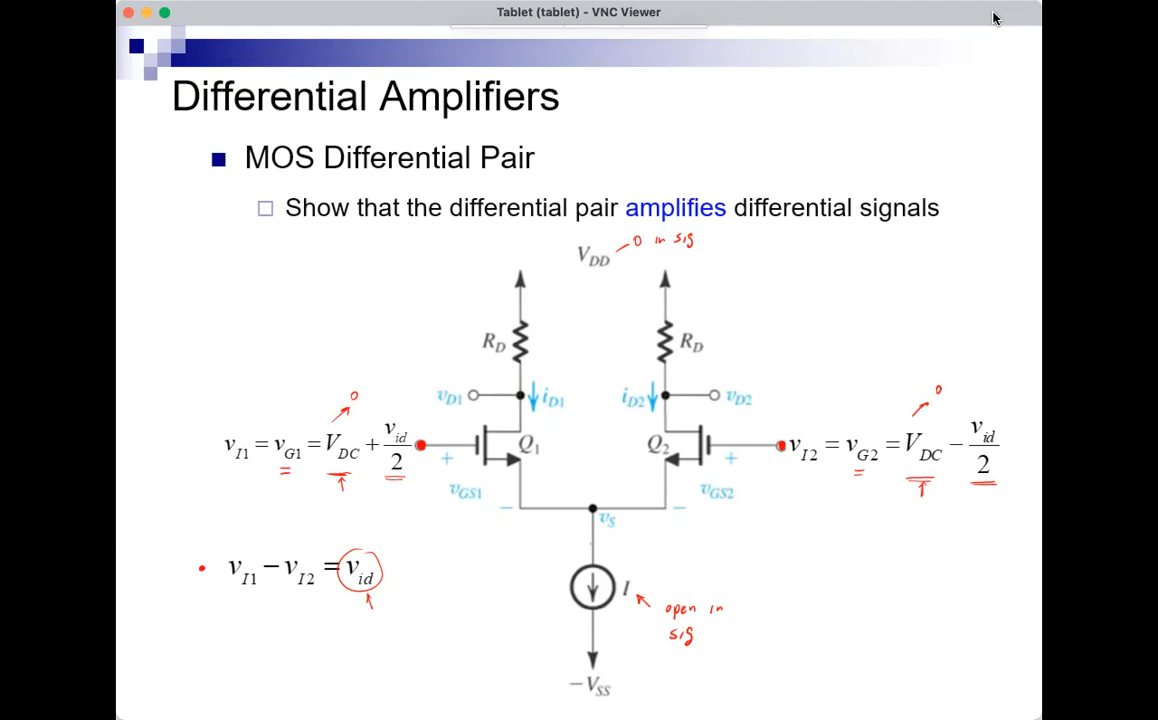 Tablet (tablet) - VNC Viewer
Differential Amplifiers
MOS Differential Pair
Show that the differential pair amplifies differential signals
V_DD
0 in sig
R_D
R_D
v_D1
i_D1
i_D2
v_D2
0
0
v_I1 = v_G1 = V_DC + v_id/2
Q_1
Q_2
v_I2 = v_G2 = V_DC − v_id/2
+
+
v_GS1
v_GS2
−
−
v_S
v_I1 − v_I2 = v_id
I
open in
sig
−V_SS